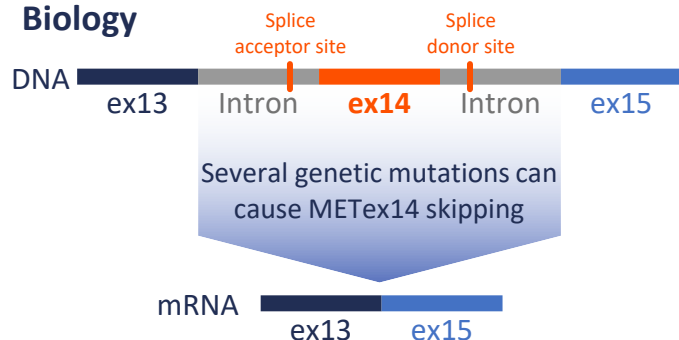 Biology
Splice
acceptor site
Splice
donor site
DNA
ex13 Intron ex14 Intron ex15
Several genetic mutations can
cause METex14 skipping
mRNA
ex13 ex15